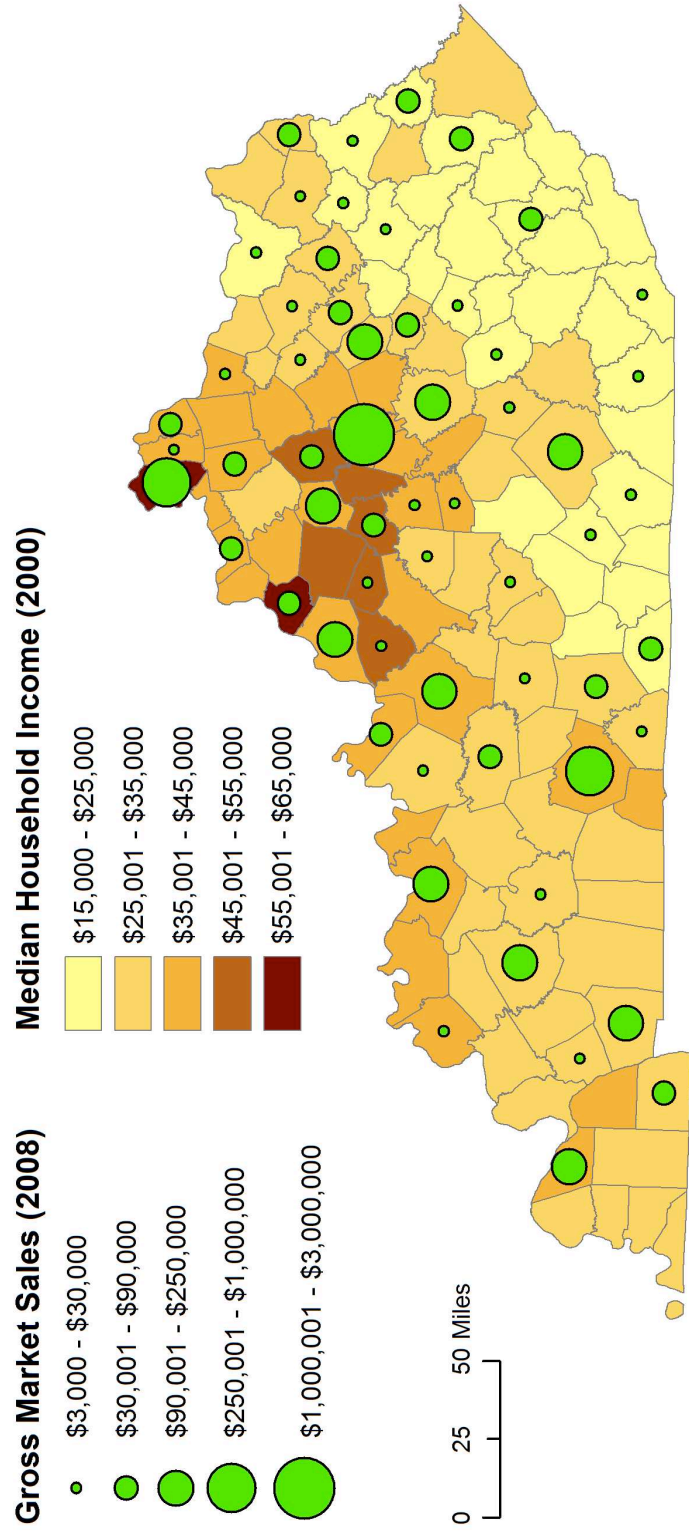 Gross Market Sales (2008)
$3,000 - $30,000
$30,001 - $90,000
$90,001 - $250,000
$250,001 - $1,000,000
$1,000,001 - $3,000,000
Median Household Income (2000)
$15,000 - $25,000
$25,001 - $35,000
$35,001 - $45,000
$45,001 - $55,000
$55,001 - $65,000
0 25 50 Miles